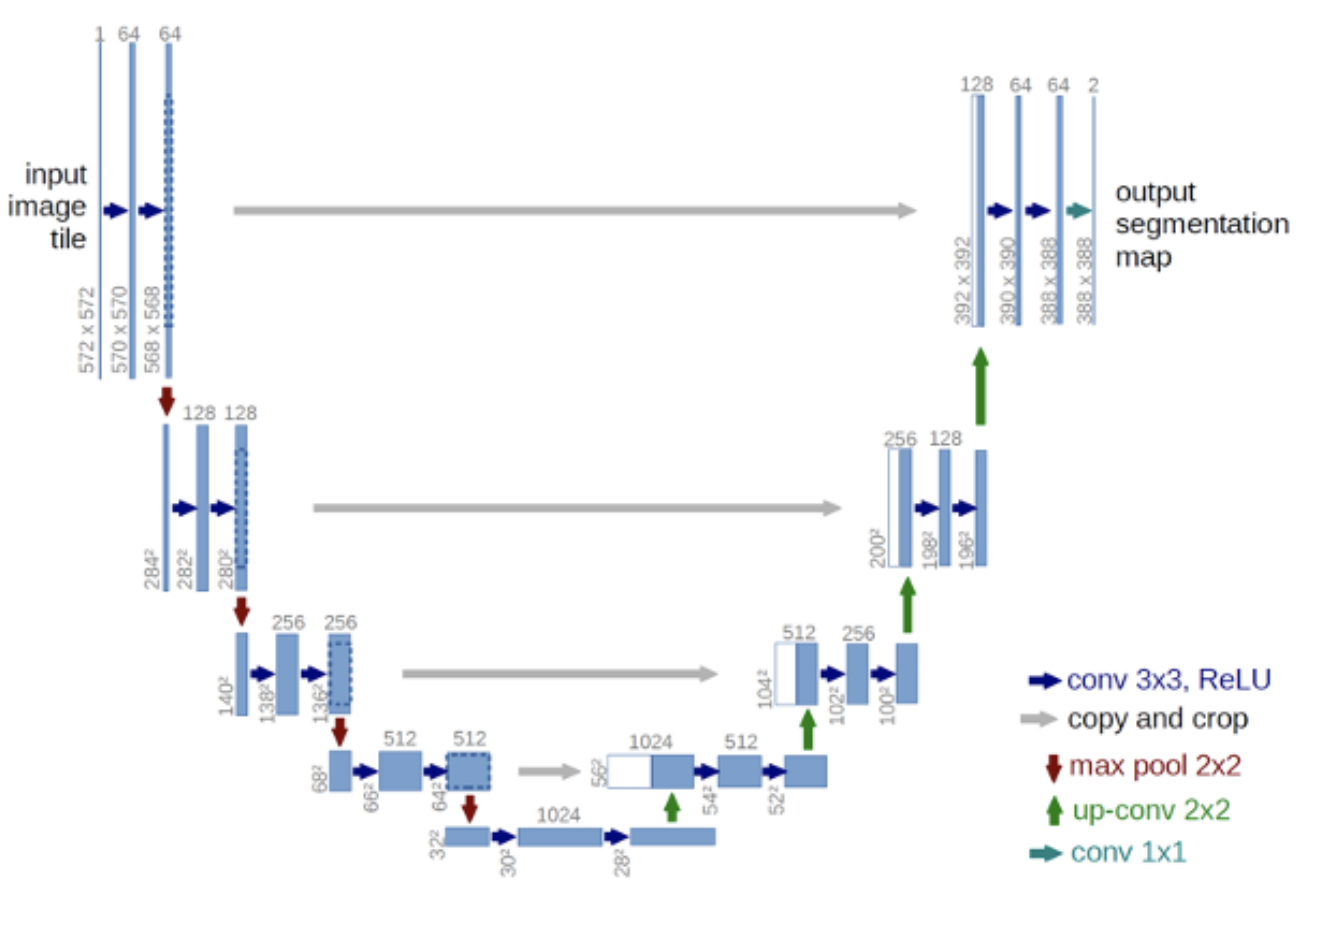 1 64 64
128 64 64 2
input
image
tile
output
segmentation
map
572 x 572
570 x 570
568 x 568
392 x 392
390 x 390
388 x 388
388 x 388
128 128
256 128
284²
282²
280²
200²
198²
196²
256 256
512 256
140²
138²
136²
104²
102²
100²
512 512
1024 512
68²
66²
64²
56²
54²
52²
1024
32²
30²
28²
conv 3x3, ReLU
copy and crop
max pool 2x2
up-conv 2x2
conv 1x1